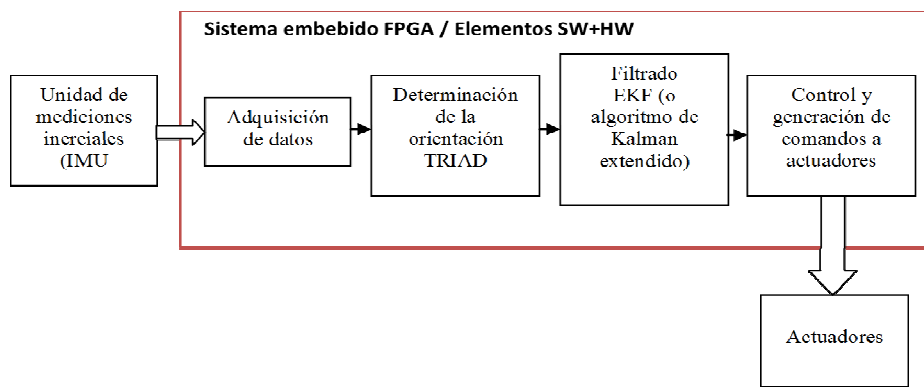 Sistema embebido FPGA / Elementos SW+HW
Unidad de
mediciones
inerciales
(IMU
Adquisición
de datos
Determinación
de la
orientación
TRIAD
Filtrado
EKF (o
algoritmo de
Kalman
extendido)
Control y
generación de
comandos a
actuadores
Actuadores